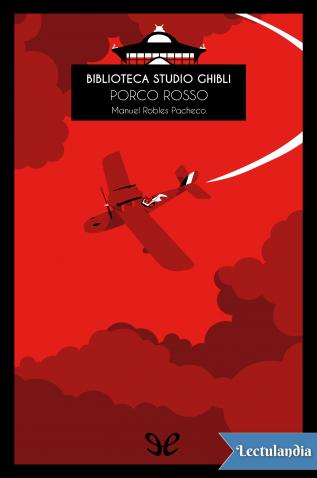 BIBLIOTECA STUDIO GHIBLI
PORCO ROSSO
Manuel Robles Pacheco
Lectulandia